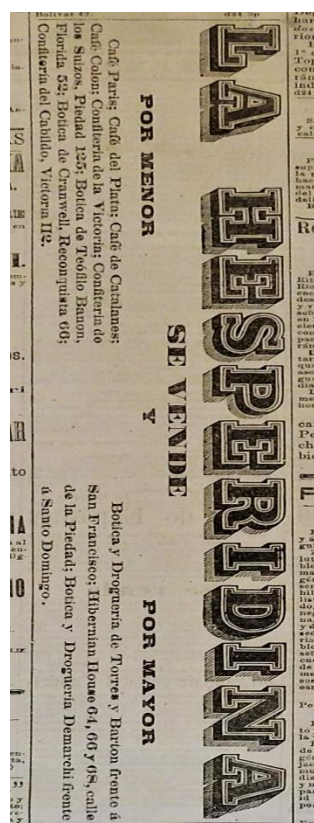 LA HESPERIDINA
SE VENDE
POR MENOR Y POR MAYOR
Café Paris; Café del Plata; Café de Catalanes;
Café Colon; Confiteria de la Victoria; Confiteria de
los Suizos, Piedad 125; Botica de Teófilo Banon,
Florida 52; Botica de Cranwell, Reconquista 66;
Confiteria del Cabildo, Victoria 112.
Botica y Drogueria de Torres y Barton frente á
San Francisco; Hibernian House 64, 66 y 68, calle
de la Piedad; Botica y Drogueria Demarchi frente
á Santo Domingo.